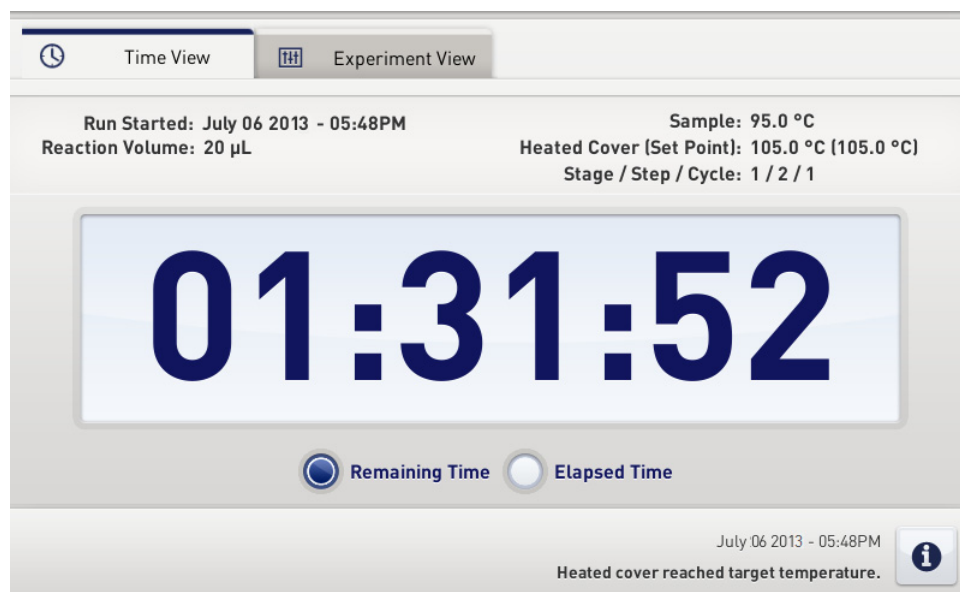 Time View
Experiment View
Run Started: July 06 2013 - 05:48PM
Reaction Volume: 20 µL
Sample: 95.0 °C
Heated Cover (Set Point): 105.0 °C (105.0 °C)
Stage / Step / Cycle: 1 / 2 / 1
01:31:52
Remaining Time
Elapsed Time
July 06 2013 - 05:48PM
Heated cover reached target temperature.